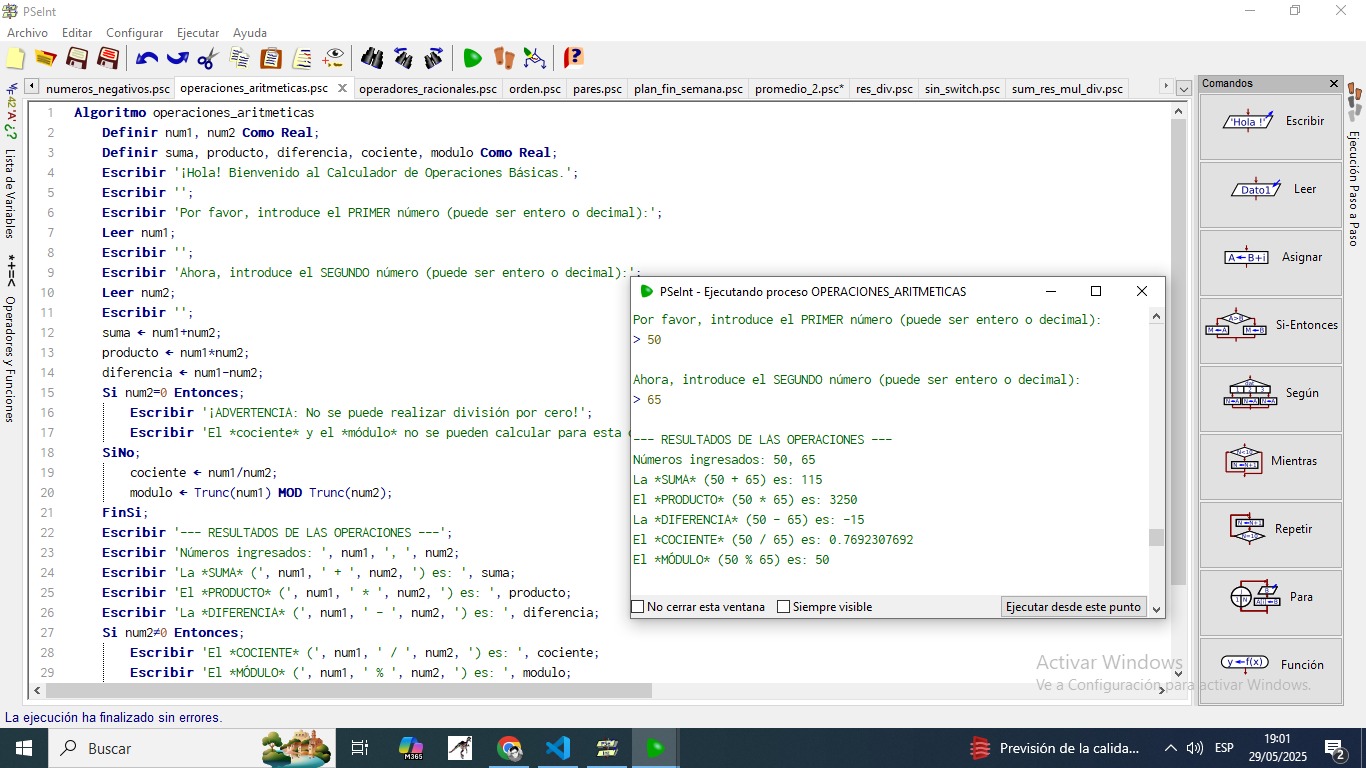 PSeInt
Archivo Editar Configurar Ejecutar Ayuda
numeros_negativos.psc operaciones_aritmeticas.psc operadores_racionales.psc orden.psc pares.psc plan_fin_semana.psc promedio_2.psc* res_div.psc sin_switch.psc sum_res_mul_div.psc
Lista de Variables
*+=< Operadores y Funciones
1 Algoritmo operaciones_aritmeticas
2 Definir num1, num2 Como Real;
3 Definir suma, producto, diferencia, cociente, modulo Como Real;
4 Escribir '¡Hola! Bienvenido al Calculador de Operaciones Básicas.';
5 Escribir '';
6 Escribir 'Por favor, introduce el PRIMER número (puede ser entero o decimal):';
7 Leer num1;
8 Escribir '';
9 Escribir 'Ahora, introduce el SEGUNDO número (puede ser entero o decimal):';
10 Leer num2;
11 Escribir '';
12 suma ← num1+num2;
13 producto ← num1*num2;
14 diferencia ← num1-num2;
15 Si num2=0 Entonces;
16 Escribir '¡ADVERTENCIA: No se puede realizar división por cero!';
17 Escribir 'El *cociente* y el *módulo* no se pueden calcular para esta
18 SiNo;
19 cociente ← num1/num2;
20 modulo ← Trunc(num1) MOD Trunc(num2);
21 FinSi;
22 Escribir '--- RESULTADOS DE LAS OPERACIONES ---';
23 Escribir 'Números ingresados: ', num1, ', ', num2;
24 Escribir 'La *SUMA* (', num1, ' + ', num2, ') es: ', suma;
25 Escribir 'El *PRODUCTO* (', num1, ' * ', num2, ') es: ', producto;
26 Escribir 'La *DIFERENCIA* (', num1, ' - ', num2, ') es: ', diferencia;
27 Si num2≠0 Entonces;
28 Escribir 'El *COCIENTE* (', num1, ' / ', num2, ') es: ', cociente;
29 Escribir 'El *MÓDULO* (', num1, ' % ', num2, ') es: ', modulo;
PSeInt - Ejecutando proceso OPERACIONES_ARITMETICAS
Por favor, introduce el PRIMER número (puede ser entero o decimal):
> 50
Ahora, introduce el SEGUNDO número (puede ser entero o decimal):
> 65
--- RESULTADOS DE LAS OPERACIONES ---
Números ingresados: 50, 65
La *SUMA* (50 + 65) es: 115
El *PRODUCTO* (50 * 65) es: 3250
La *DIFERENCIA* (50 - 65) es: -15
El *COCIENTE* (50 / 65) es: 0.7692307692
El *MÓDULO* (50 % 65) es: 50
No cerrar esta ventana Siempre visible Ejecutar desde este punto
Comandos
'Hola !' Escribir
Dato1 Leer
A←B+i Asignar
Si-Entonces
Según
Mientras
Repetir
Para
y←f(x) Función
Ejecución Paso a Paso
Activar Windows
Ve a Configuración para activar Windows.
La ejecución ha finalizado sin errores.
Buscar
M365
Previsión de la calida...
ESP
19:01
29/05/2025
2